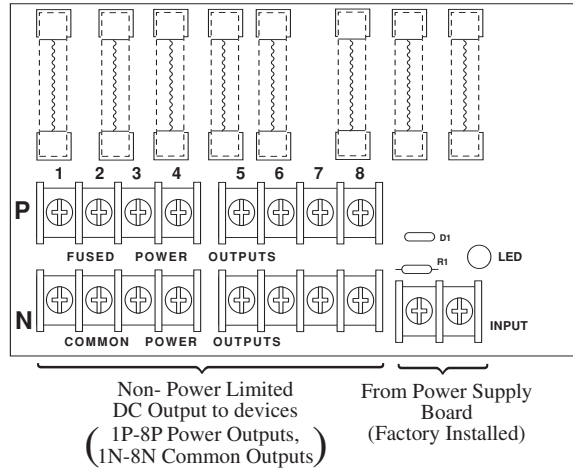 1 2 3 4 5 6 7 8
P
FUSED POWER OUTPUTS
D1
R1
LED
N
COMMON POWER OUTPUTS
INPUT
Non- Power Limited
DC Output to devices
(1P-8P Power Outputs,
1N-8N Common Outputs)
From Power Supply
Board
(Factory Installed)